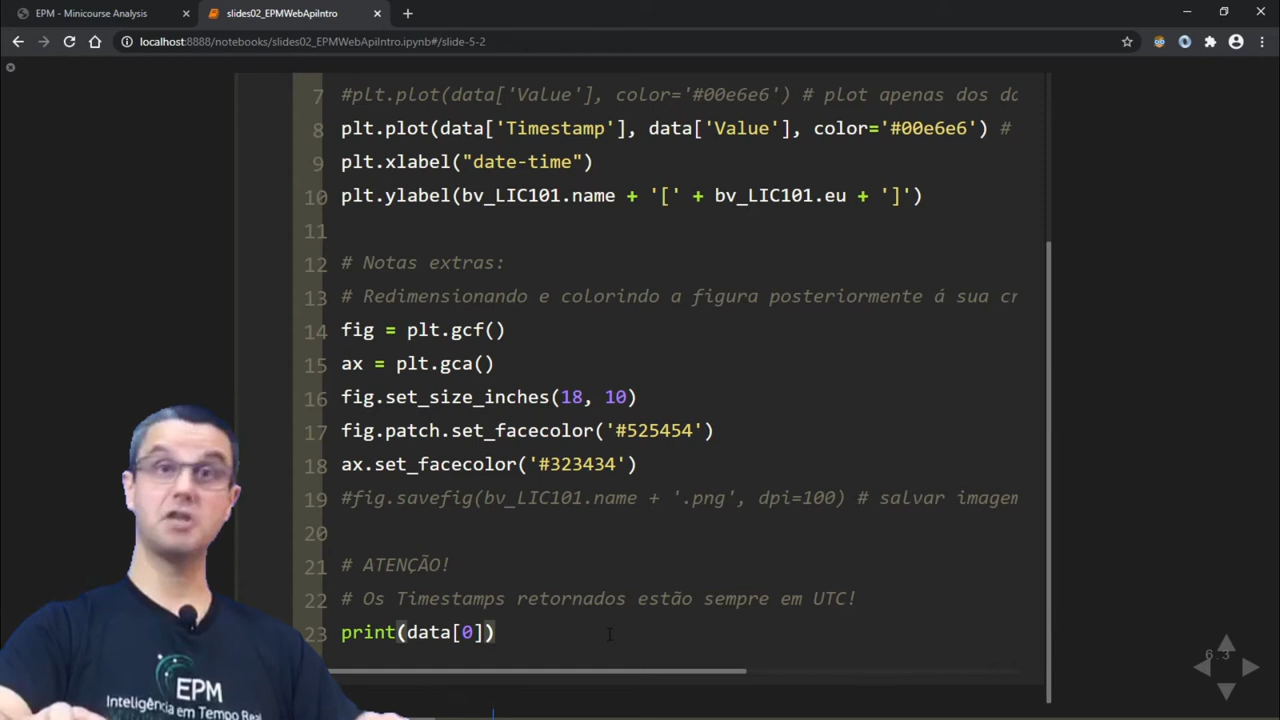 EPM - Minicourse Analysis
slides02_EPMWebApiIntro
localhost:8888/notebooks/slides02_EPMWebApiIntro.ipynb#/slide-5-2
7 #plt.plot(data['Value'], color='#00e6e6') # plot apenas dos
8 plt.plot(data['Timestamp'], data['Value'], color='#00e6e6') #
9 plt.xlabel("date-time")
10 plt.ylabel(bv_LIC101.name + '[' + bv_LIC101.eu + ']')
11
12 # Notas extras:
13 # Redimensionando e colorindo a figura posteriormente á sua
14 fig = plt.gcf()
15 ax = plt.gca()
16 fig.set_size_inches(18, 10)
17 fig.patch.set_facecolor('#525454')
18 ax.set_facecolor('#323434')
19 #fig.savefig(bv_LIC101.name + '.png', dpi=100) # salvar imagem
20
21 # ATENÇÃO!
22 # Os Timestamps retornados estão sempre em UTC!
23 print(data[0])
6.3
EPM
Inteligência em Tempo Real